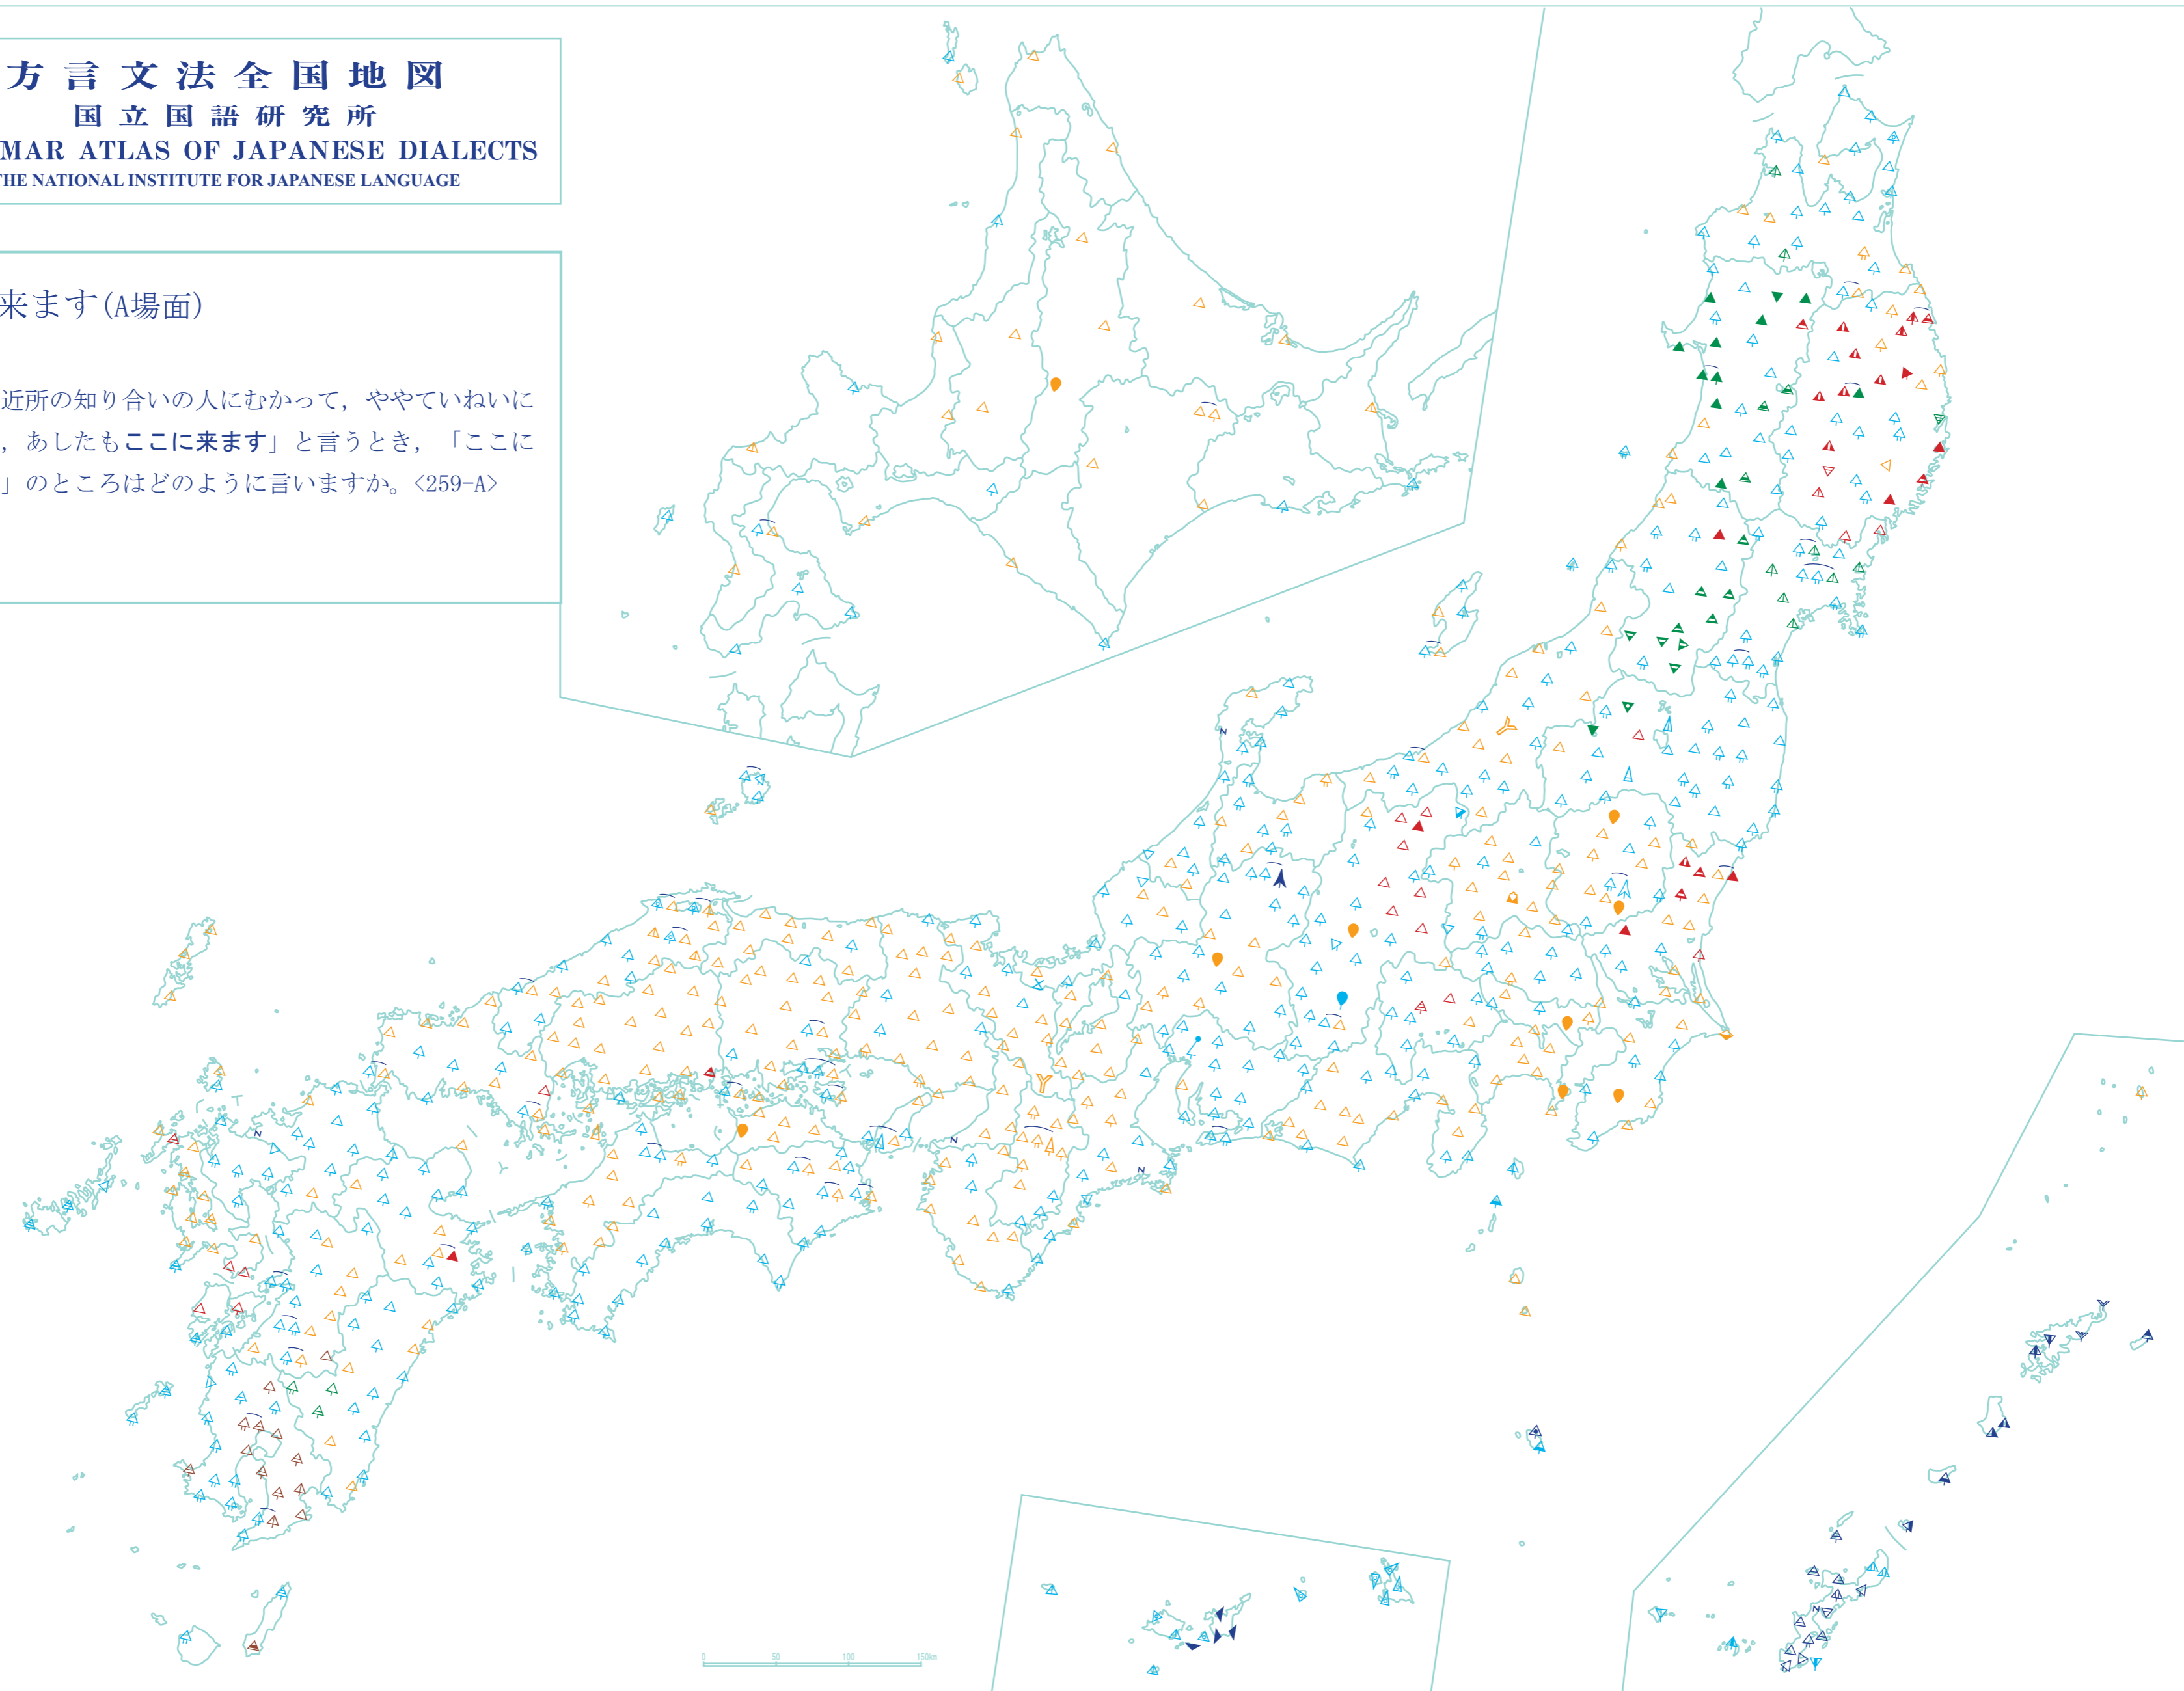 方言文法全国地図
国立国語研究所
MAR ATLAS OF JAPANESE DIALECTS
THE NATIONAL INSTITUTE FOR JAPANESE LANGUAGE
来ます(A場面)
近所の知り合いの人にむかって，ややていねいに
，あしたもここに来ます」と言うとき，「ここに
」のところはどのように言いますか。<259-A>
0 50 100 150km